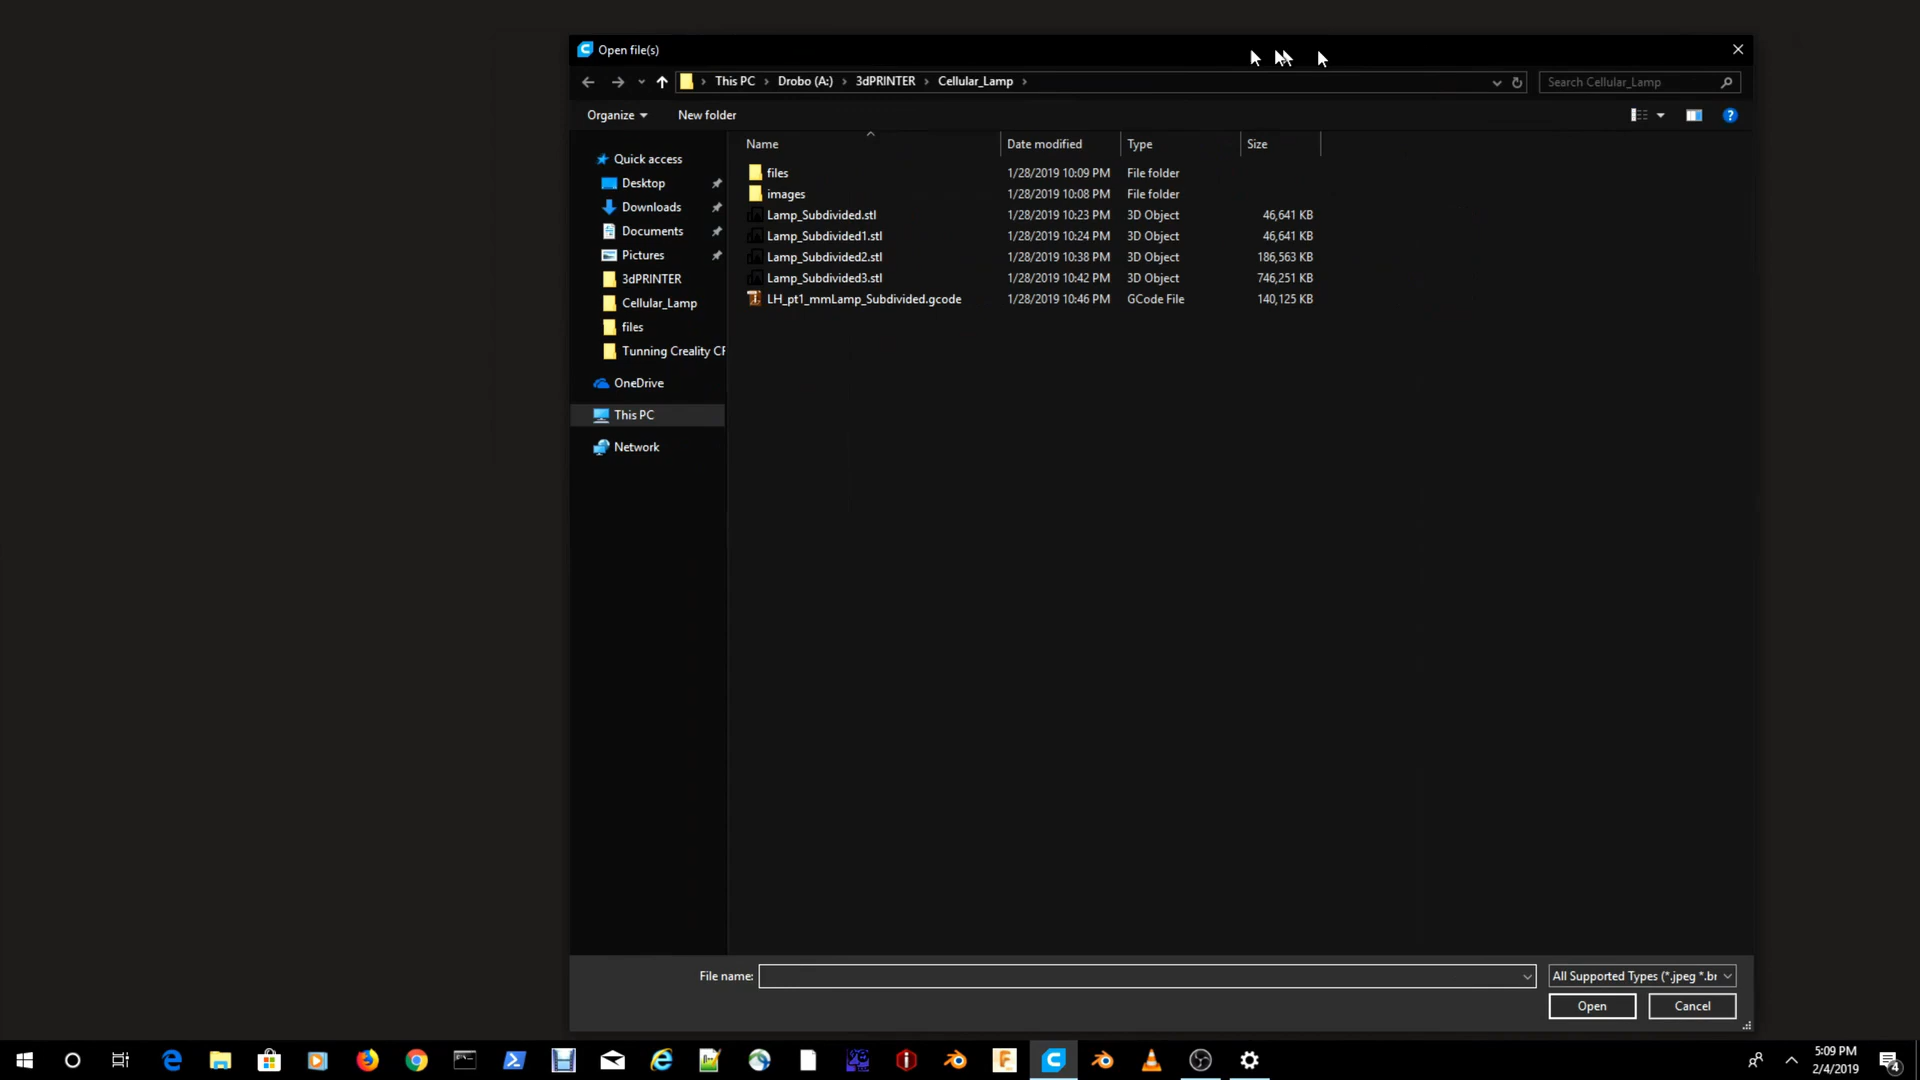 Open file(s)
This PC Drobo (A:) 3dPRINTER Cellular_Lamp
Search Cellular_Lamp
Organize New folder
Name Date modified Type Size
Quick access
Desktop
Downloads
Documents
Pictures
3dPRINTER
Cellular_Lamp
files
Tunning Creality CF
OneDrive
This PC
Network
files 1/28/2019 10:09 PM File folder
images 1/28/2019 10:08 PM File folder
Lamp_Subdivided.stl 1/28/2019 10:23 PM 3D Object 46,641 KB
Lamp_Subdivided1.stl 1/28/2019 10:24 PM 3D Object 46,641 KB
Lamp_Subdivided2.stl 1/28/2019 10:38 PM 3D Object 186,563 KB
Lamp_Subdivided3.stl 1/28/2019 10:42 PM 3D Object 746,251 KB
LH_pt1_mmLamp_Subdivided.gcode 1/28/2019 10:46 PM GCode File 140,125 KB
File name: All Supported Types (*.jpeg *.br
Open Cancel
5:09 PM
2/4/2019
4